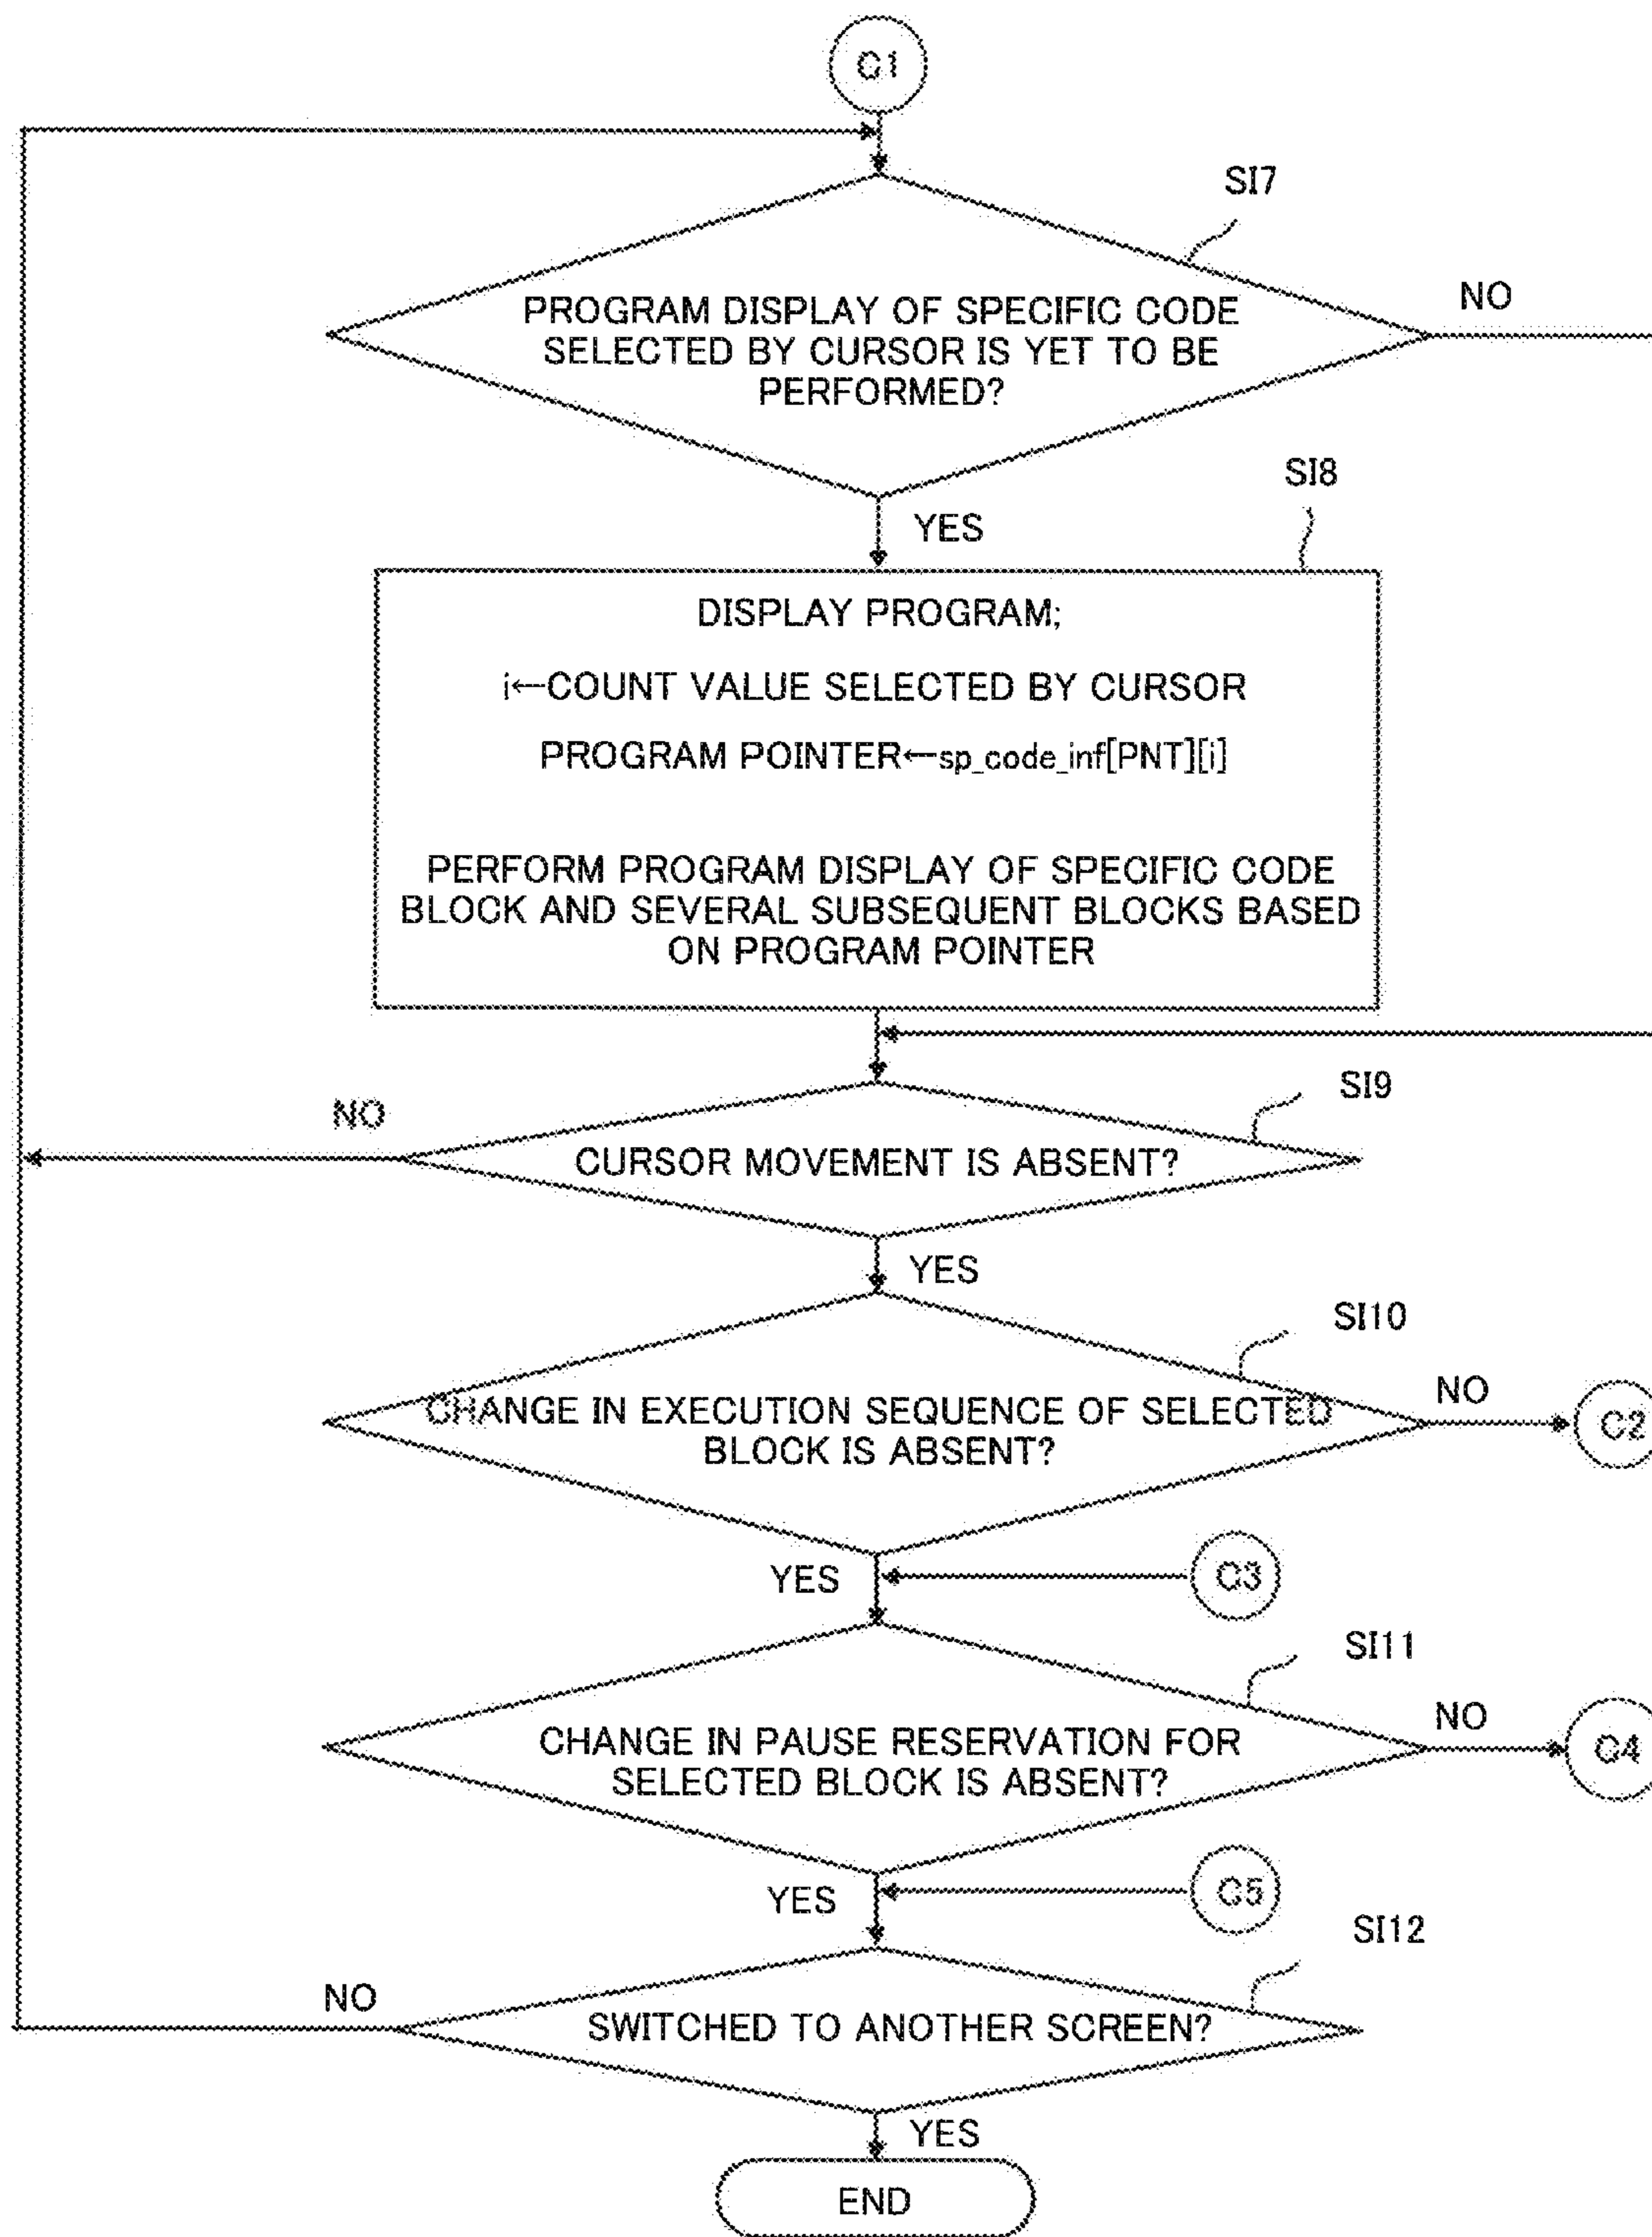 C1
SI7
PROGRAM DISPLAY OF SPECIFIC CODE
SELECTED BY CURSOR IS YET TO BE
PERFORMED?
NO
YES
SI8
DISPLAY PROGRAM;
i←COUNT VALUE SELECTED BY CURSOR
PROGRAM POINTER←sp_code_inf[PNT][i]
PERFORM PROGRAM DISPLAY OF SPECIFIC CODE
BLOCK AND SEVERAL SUBSEQUENT BLOCKS BASED
ON PROGRAM POINTER
SI9
NO
CURSOR MOVEMENT IS ABSENT?
YES
SI10
CHANGE IN EXECUTION SEQUENCE OF SELECTED
BLOCK IS ABSENT?
NO
C2
YES
C3
SI11
CHANGE IN PAUSE RESERVATION FOR
SELECTED BLOCK IS ABSENT?
NO
C4
YES
C5
SI12
NO
SWITCHED TO ANOTHER SCREEN?
YES
END